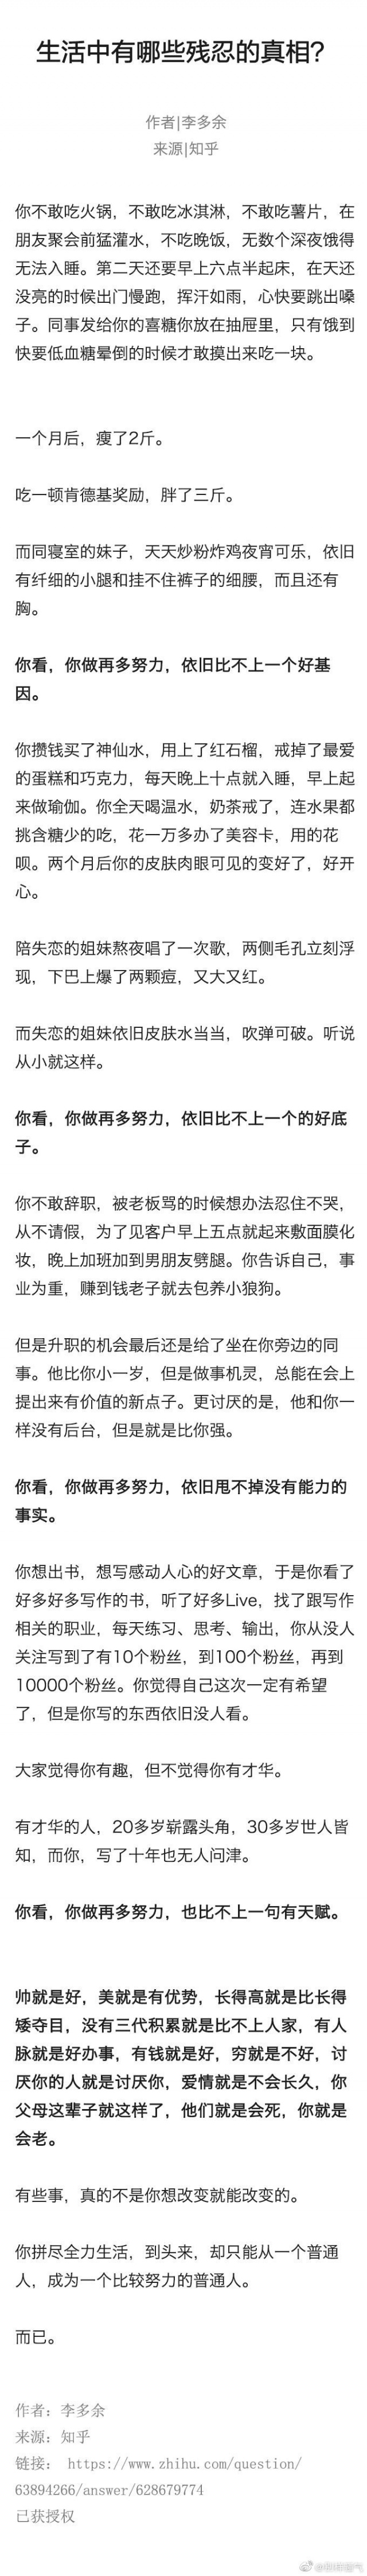 生活中有哪些残忍的真相？
作者|李多余
来源|知乎
你不敢吃火锅，不敢吃冰淇淋，不敢吃薯片，在
朋友聚会前猛灌水，不吃晚饭，无数个深夜饿得
无法入睡。第二天还要早上六点半起床，在天还
没亮的时候出门慢跑，挥汗如雨，心快要跳出嗓
子。同事发给你的喜糖你放在抽屉里，只有饿到
快要低血糖晕倒的时候才敢摸出来吃一块。
一个月后，瘦了2斤。
吃一顿肯德基奖励，胖了三斤。
而同寝室的妹子，天天炒粉炸鸡夜宵可乐，依旧
有纤细的小腿和挂不住裤子的细腰，而且还有
胸。
你看，你做再多努力，依旧比不上一个好基
因。
你攒钱买了神仙水，用上了红石榴，戒掉了最爱
的蛋糕和巧克力，每天晚上十点就入睡，早上起
来做瑜伽。你全天喝温水，奶茶戒了，连水果都
挑含糖少的吃，花一万多办了美容卡，用的花
呗。两个月后你的皮肤肉眼可见的变好了，好开
心。
陪失恋的姐妹熬夜唱了一次歌，两侧毛孔立刻浮
现，下巴上爆了两颗痘，又大又红。
而失恋的姐妹依旧皮肤水当当，吹弹可破。听说
从小就这样。
你看，你做再多努力，依旧比不上一个的好底
子。
你不敢辞职，被老板骂的时候想办法忍住不哭，
从不请假，为了见客户早上五点就起来敷面膜化
妆，晚上加班加到男朋友劈腿。你告诉自己，事
业为重，赚到钱老子就去包养小狼狗。
但是升职的机会最后还是给了坐在你旁边的同
事。他比你小一岁，但是做事机灵，总能在会上
提出来有价值的新点子。更讨厌的是，他和你一
样没有后台，但是就是比你强。
你看，你做再多努力，依旧甩不掉没有能力的
事实。
你想出书，想写感动人心的好文章，于是你看了
好多好多写作的书，听了好多Live，找了跟写作
相关的职业，每天练习、思考、输出，你从没人
关注写到了有10个粉丝，到100个粉丝，再到
10000个粉丝。你觉得自己这次一定有希望
了，但是你写的东西依旧没人看。
大家觉得你有趣，但不觉得你有才华。
有才华的人，20多岁崭露头角，30多岁世人皆
知，而你，写了十年也无人问津。
你看，你做再多努力，也比不上一句有天赋。
帅就是好，美就是有优势，长得高就是比长得
矮夺目，没有三代积累就是比不上人家，有人
脉就是好办事，有钱就是好，穷就是不好，讨
厌你的人就是讨厌你，爱情就是不会长久，你
父母这辈子就这样了，他们就是会死，你就是
会老。
有些事，真的不是你想改变就能改变的。
你拼尽全力生活，到头来，却只能从一个普通
人，成为一个比较努力的普通人。
而已。
作者：李多余
来源：知乎
链接： https://www.zhihu.com/question/
63894266/answer/628679774
已获授权